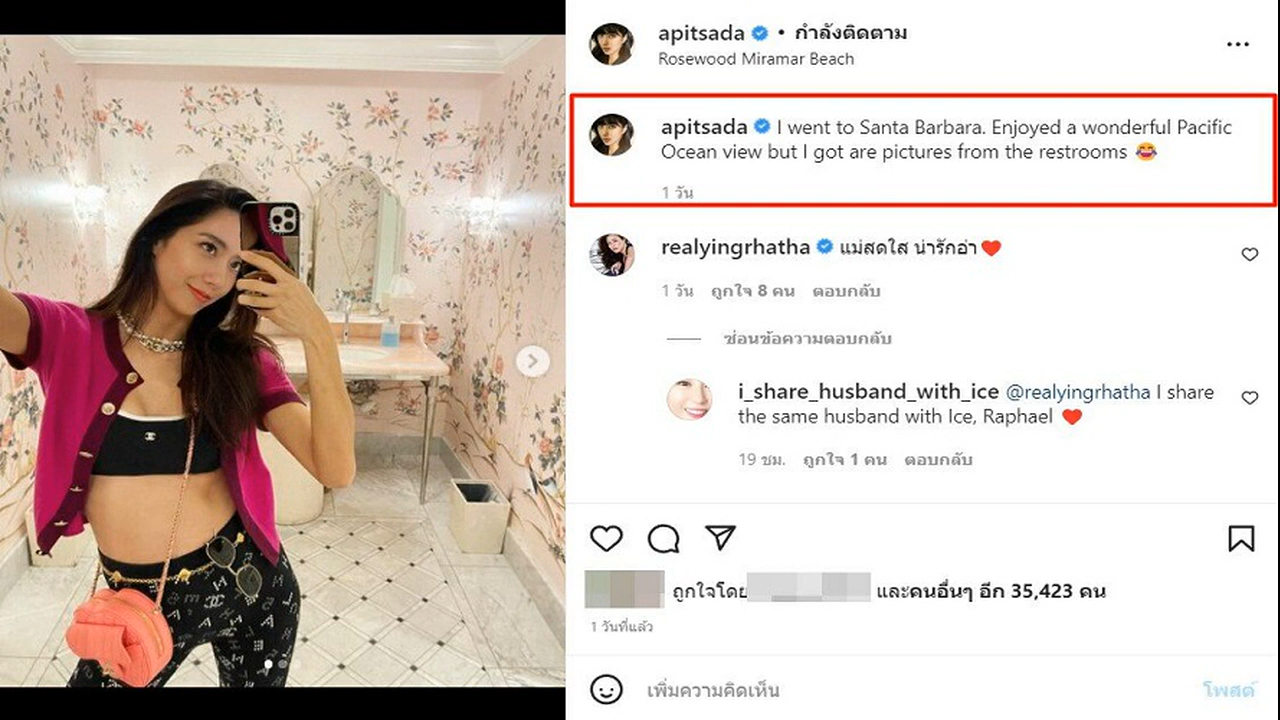 apitsada • กำลังติดตาม
Rosewood Miramar Beach
apitsada I went to Santa Barbara. Enjoyed a wonderful Pacific
Ocean view but I got are pictures from the restrooms 😂
1 วัน
realyingrhatha แม่สดใส น่ารักอ่า❤️
1 วัน ถูกใจ 8 คน ตอบกลับ
ซ่อนข้อความตอบกลับ
i_share_husband_with_ice @realyingrhatha I share
the same husband with Ice, Raphael ❤️
19 ชม. ถูกใจ 1 คน ตอบกลับ
ถูกใจโดย และคนอื่นๆ อีก 35,423 คน
1 วันที่แล้ว
เพิ่มความคิดเห็น
โพสต์